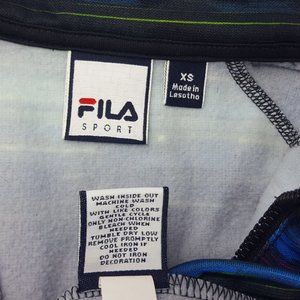 FILA
SPORT
XS
Made in
Lesotho
WASH INSIDE OUT
MACHINE WASH
COLD
WITH LIKE COLORS
GENTLE CYCLE
ONLY NON-CHLORINE
BLEACH WHEN
NEEDED
TUMBLE DRY LOW
REMOVE PROMPTLY
COOL IRON IF
NEEDED
DO NOT IRON
DECORATION